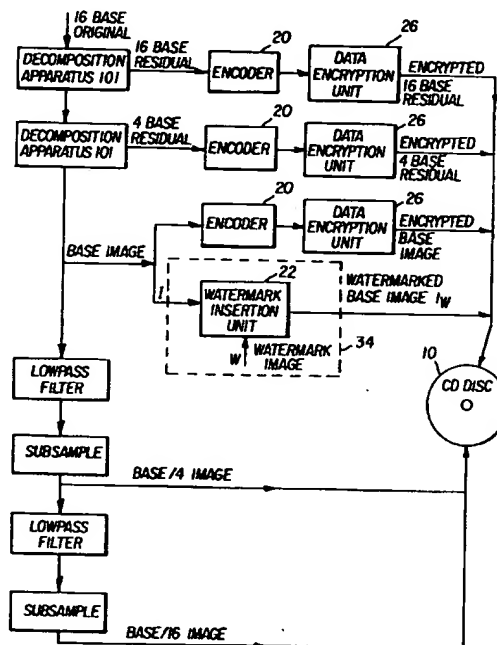 16 BASE
ORIGINAL
DECOMPOSITION
APPARATUS 101
16 BASE
RESIDUAL
20
ENCODER
26
DATA
ENCRYPTION
UNIT
ENCRYPTED
16 BASE
RESIDUAL
DECOMPOSITION
APPARATUS 101
4 BASE
RESIDUAL
20
ENCODER
26
DATA
ENCRYPTION
UNIT
ENCRYPTED
4 BASE
RESIDUAL
20
ENCODER
26
DATA
ENCRYPTION
UNIT
ENCRYPTED
BASE
IMAGE
BASE IMAGE
I
22
WATERMARK
INSERTION
UNIT
WATERMARKED
BASE IMAGE IW
W
WATERMARK
IMAGE
34
10
CD DISC
LOWPASS
FILTER
SUBSAMPLE
BASE/4 IMAGE
LOWPASS
FILTER
SUBSAMPLE
BASE/16 IMAGE